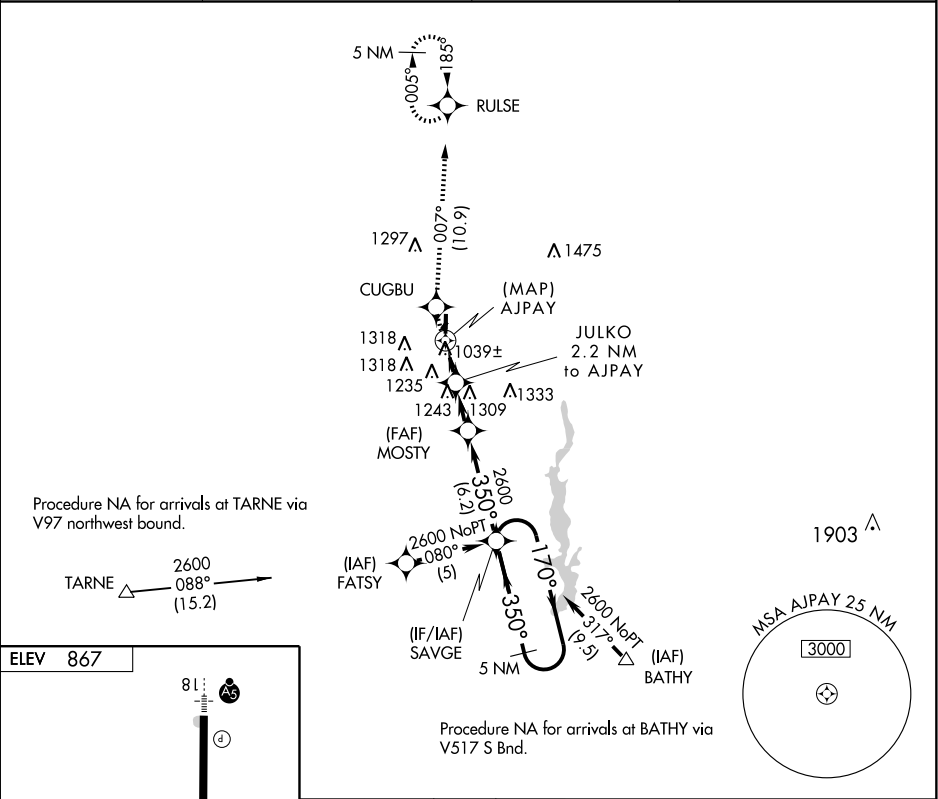 5 NM
185°
005°
RULSE
007°
(10.9)
1297
1475
CUGBU
(MAP)
AJPAY
1318
1039±
JULKO
2.2 NM
to AJPAY
1318
1235
1333
1243
1309
(FAF)
MOSTY
2600
350°
(6.2)
Procedure NA for arrivals at TARNE via
V97 northwest bound.
1903
2600 NoPT
080°
(5)
(IAF)
FATSY
TARNE
2600
088°
(15.2)
170°
350°
2600 NoPT
317°
(9.5)
(IF/IAF)
SAVGE
5 NM
(IAF)
BATHY
MSA AJPAY 25 NM
3000
ELEV 867
18
A5
P
Procedure NA for arrivals at BATHY via
V517 S Bnd.